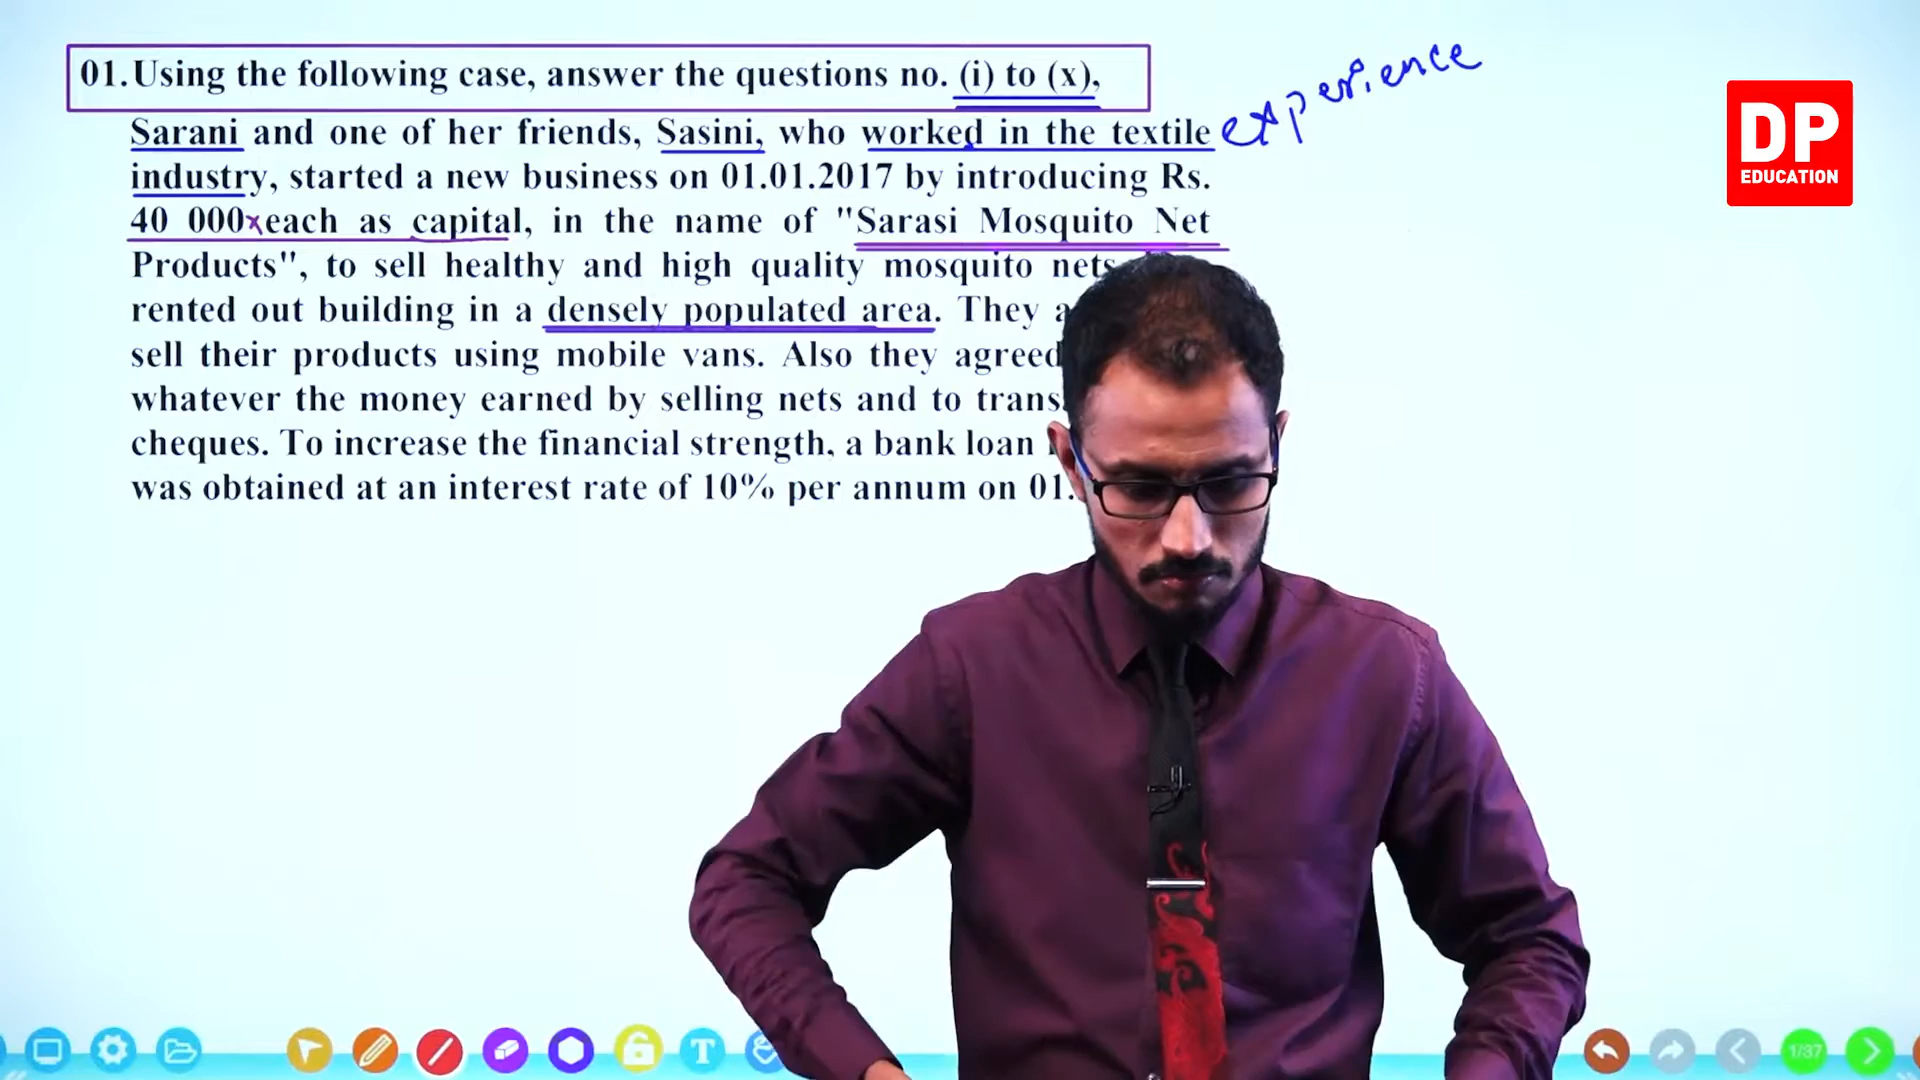 01.Using the following case, answer the questions no. (i) to (x),
experience
Sarani and one of her friends, Sasini, who worked in the textile
industry, started a new business on 01.01.2017 by introducing Rs.
40 000 x each as capital, in the name of "Sarasi Mosquito Net
Products", to sell healthy and high quality mosquito nets
rented out building in a densely populated area. They
sell their products using mobile vans. Also they agreed
whatever the money earned by selling nets and to
cheques. To increase the financial strength, a bank loan
was obtained at an interest rate of 10% per annum on 01.
DP
EDUCATION
T
1/37